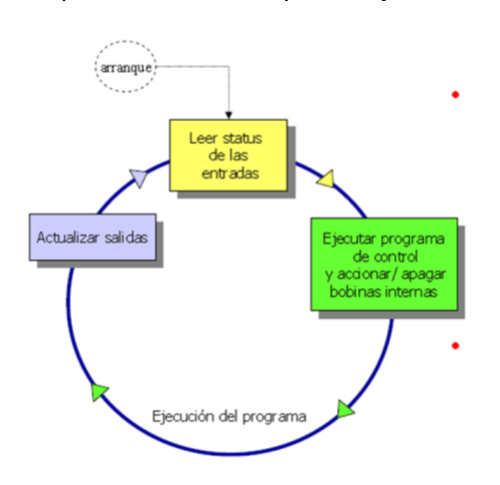 arranque
Leer status
de las
entradas
Actualizar salidas
Ejecutar programa
de control
y accionar/ apagar
bobinas internas
Ejecución del programa